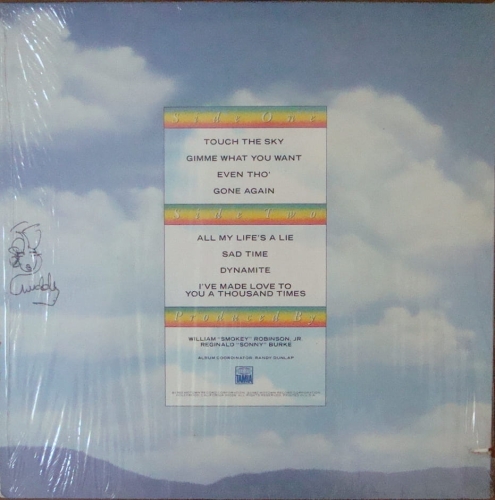 Side One
TOUCH THE SKY
GIMME WHAT YOU WANT
EVEN THO'
GONE AGAIN
Side Two
ALL MY LIFE'S A LIE
SAD TIME
DYNAMITE
I'VE MADE LOVE TO
YOU A THOUSAND TIMES
Produced By
WILLIAM "SMOKEY" ROBINSON, JR
REGINALD "SONNY" BURKE
ALBUM COORDINATOR: RANDY DUNLAP
TAMLA